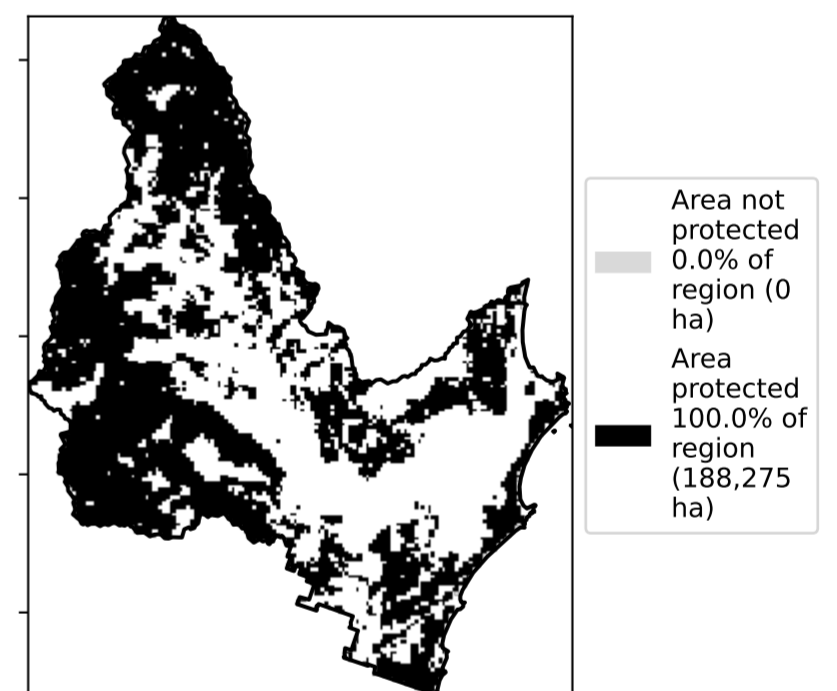 Area not
protected
0.0% of
region (0
ha)
Area
protected
100.0% of
region
(188,275
ha)